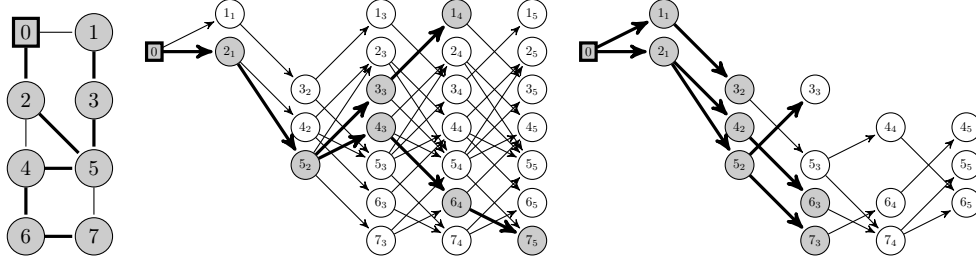 0 1
2 3
4 5
6 7
1₁ 1₃ 1₄ 1₅
0 2₁ 2₃ 2₄ 2₅
3₂ 3₃ 3₄ 3₅
4₂ 4₃ 4₄ 4₅
5₂ 5₃ 5₄ 5₅
6₃ 6₄ 6₅
7₃ 7₄ 7₅
1₁
0 2₁
3₂ 3₃
4₂ 4₄ 4₅
5₂ 5₃ 5₅
6₃ 6₄ 6₅
7₃ 7₄